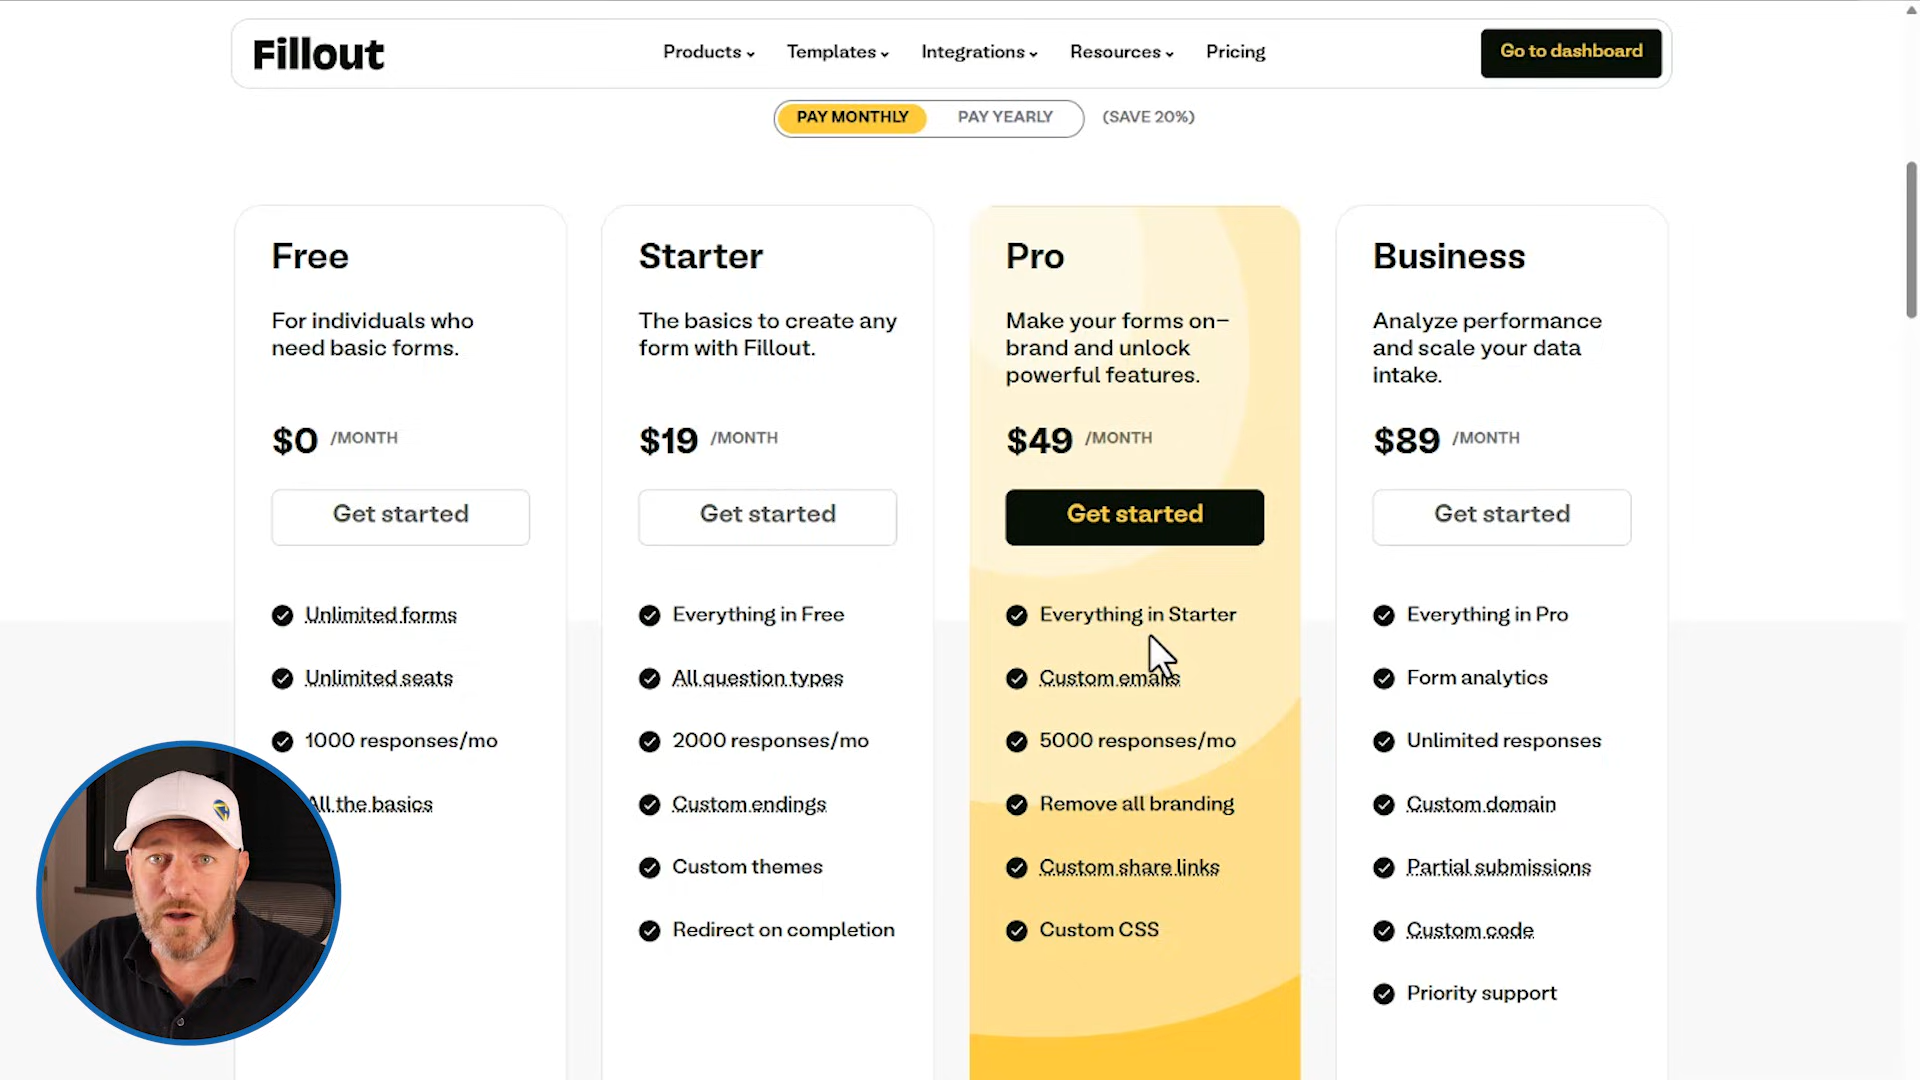 Fillout
Products
Templates
Integrations
Resources
Pricing
Go to dashboard
PAY MONTHLY
PAY YEARLY
(SAVE 20%)
Free
For individuals who
need basic forms.
$0 /MONTH
Get started
Unlimited forms
Unlimited seats
1000 responses/mo
All the basics
Starter
The basics to create any
form with Fillout.
$19 /MONTH
Get started
Everything in Free
All question types
2000 responses/mo
Custom endings
Custom themes
Redirect on completion
Pro
Make your forms on-
brand and unlock
powerful features.
$49 /MONTH
Get started
Everything in Starter
Custom emails
5000 responses/mo
Remove all branding
Custom share links
Custom CSS
Business
Analyze performance
and scale your data
intake.
$89 /MONTH
Get started
Everything in Pro
Form analytics
Unlimited responses
Custom domain
Partial submissions
Custom code
Priority support